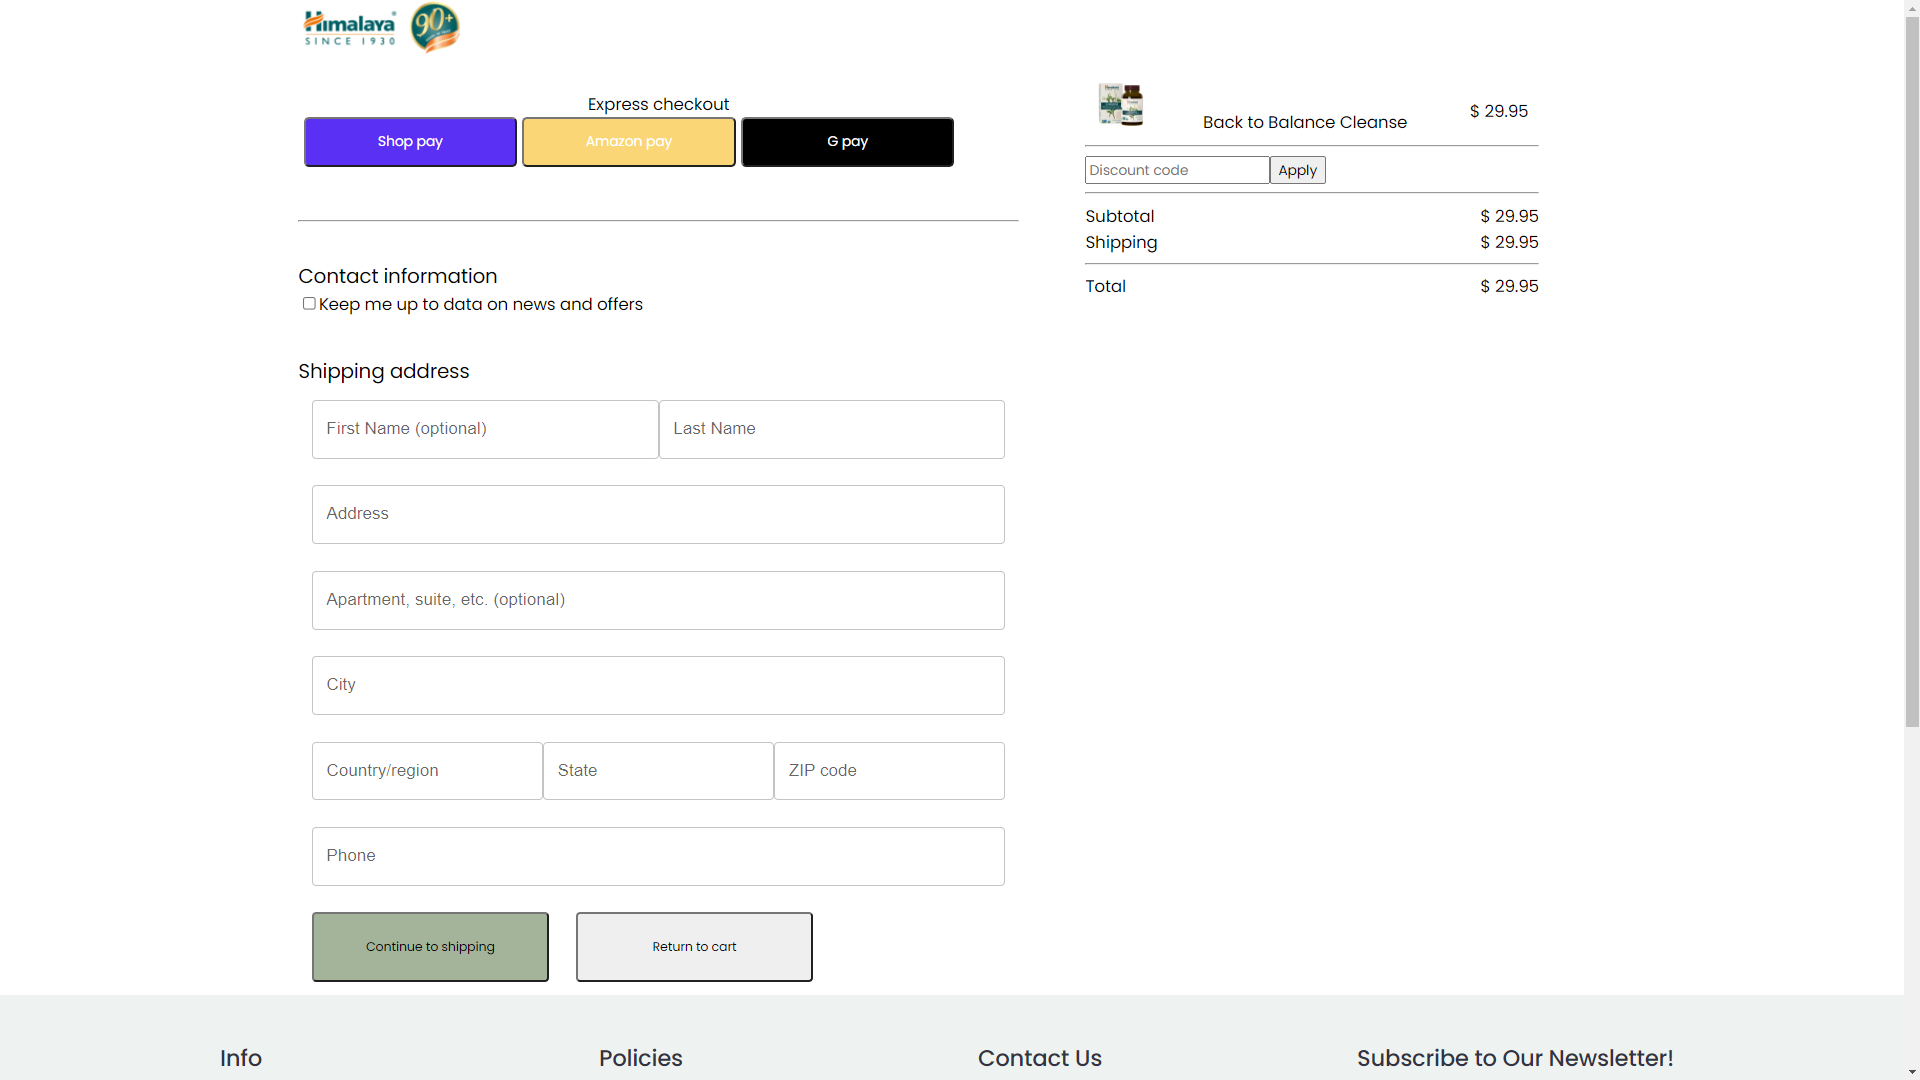 Himalaya
SINCE 1930
90+
Express checkout
Shop pay
Amazon pay
G pay
Contact information
Keep me up to data on news and offers
Shipping address
First Name (optional)
Last Name
Address
Apartment, suite, etc. (optional)
City
Country/region
State
ZIP code
Phone
Continue to shipping
Return to cart
Back to Balance Cleanse
$ 29.95
Discount code
Apply
Subtotal
$ 29.95
Shipping
$ 29.95
Total
$ 29.95
Info
Policies
Contact Us
Subscribe to Our Newsletter!